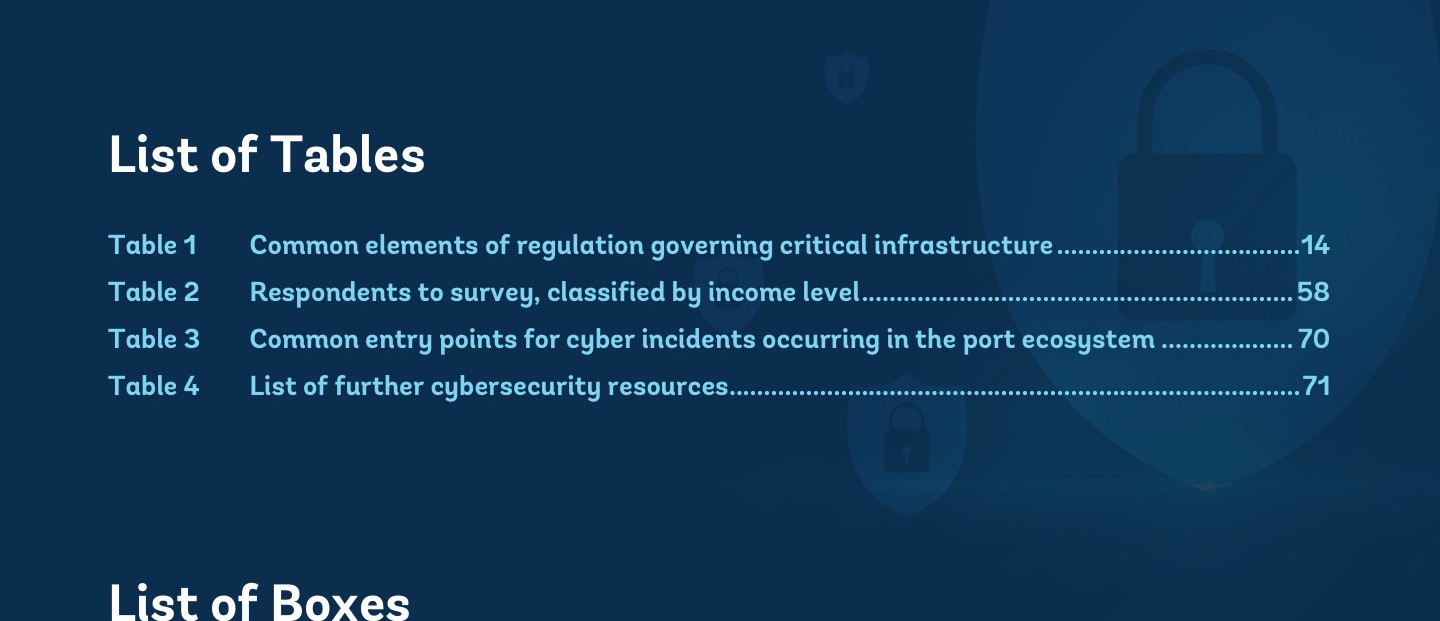 List of Tables
Table 1 Common elements of regulation governing critical infrastructure..................................14
Table 2 Respondents to survey, classified by income level.............................................................. 58
Table 3 Common entry points for cyber incidents occurring in the port ecosystem ................... 70
Table 4 List of further cybersecurity resources..................................................................................71
List of Boxes